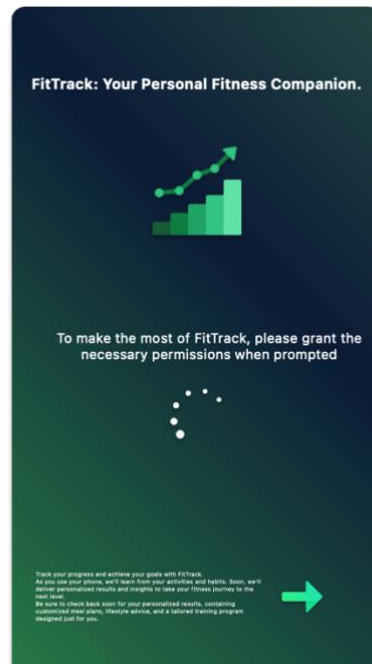 FitTrack: Your Personal Fitness Companion.
To make the most of FitTrack, please grant the
necessary permissions when prompted
Track your progress and achieve your goals with FitTrack.
As you use your phone, we'll learn from your activities and habits. Soon, we'll
deliver personalized results and insights to take your fitness journey to the
next level.
Be sure to check back soon for your personalized results, containing
customized meal plans, lifestyle advice, and a tailored training program
designed just for you.